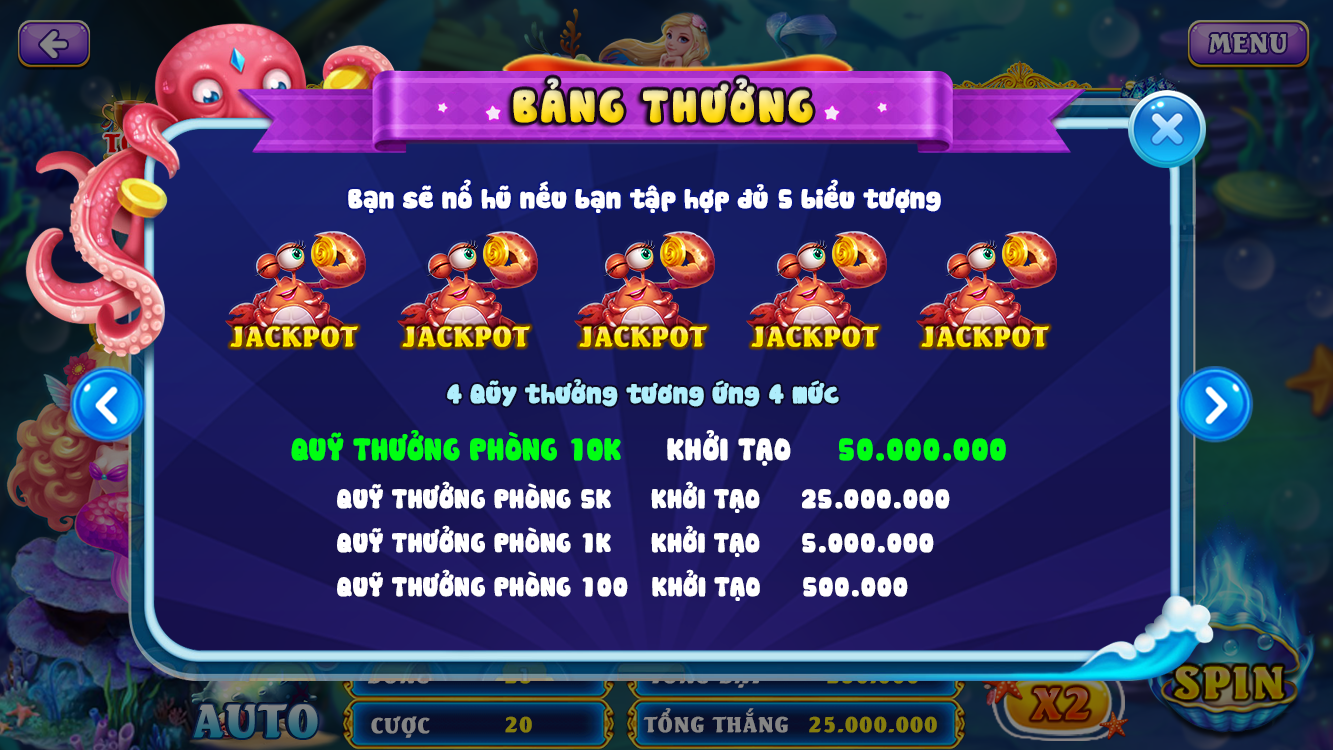 MENU
BẢNG THƯỞNG
Bạn sẽ nổ hũ nếu bạn tập hợp đủ 5 biểu tượng
JACKPOT JACKPOT JACKPOT JACKPOT JACKPOT
4 Qũy thưởng tương ứng 4 mức
QUỸ THƯỞNG PHÒNG 10K KHỞI TẠO 50.000.000
QUỸ THƯỞNG PHÒNG 5K KHỞI TẠO 25.000.000
QUỸ THƯỞNG PHÒNG 1K KHỞI TẠO 5.000.000
QUỸ THƯỞNG PHÒNG 100 KHỞI TẠO 500.000
AUTO
CƯỢC 20
TỔNG THẮNG 25.000.000
X2
SPIN